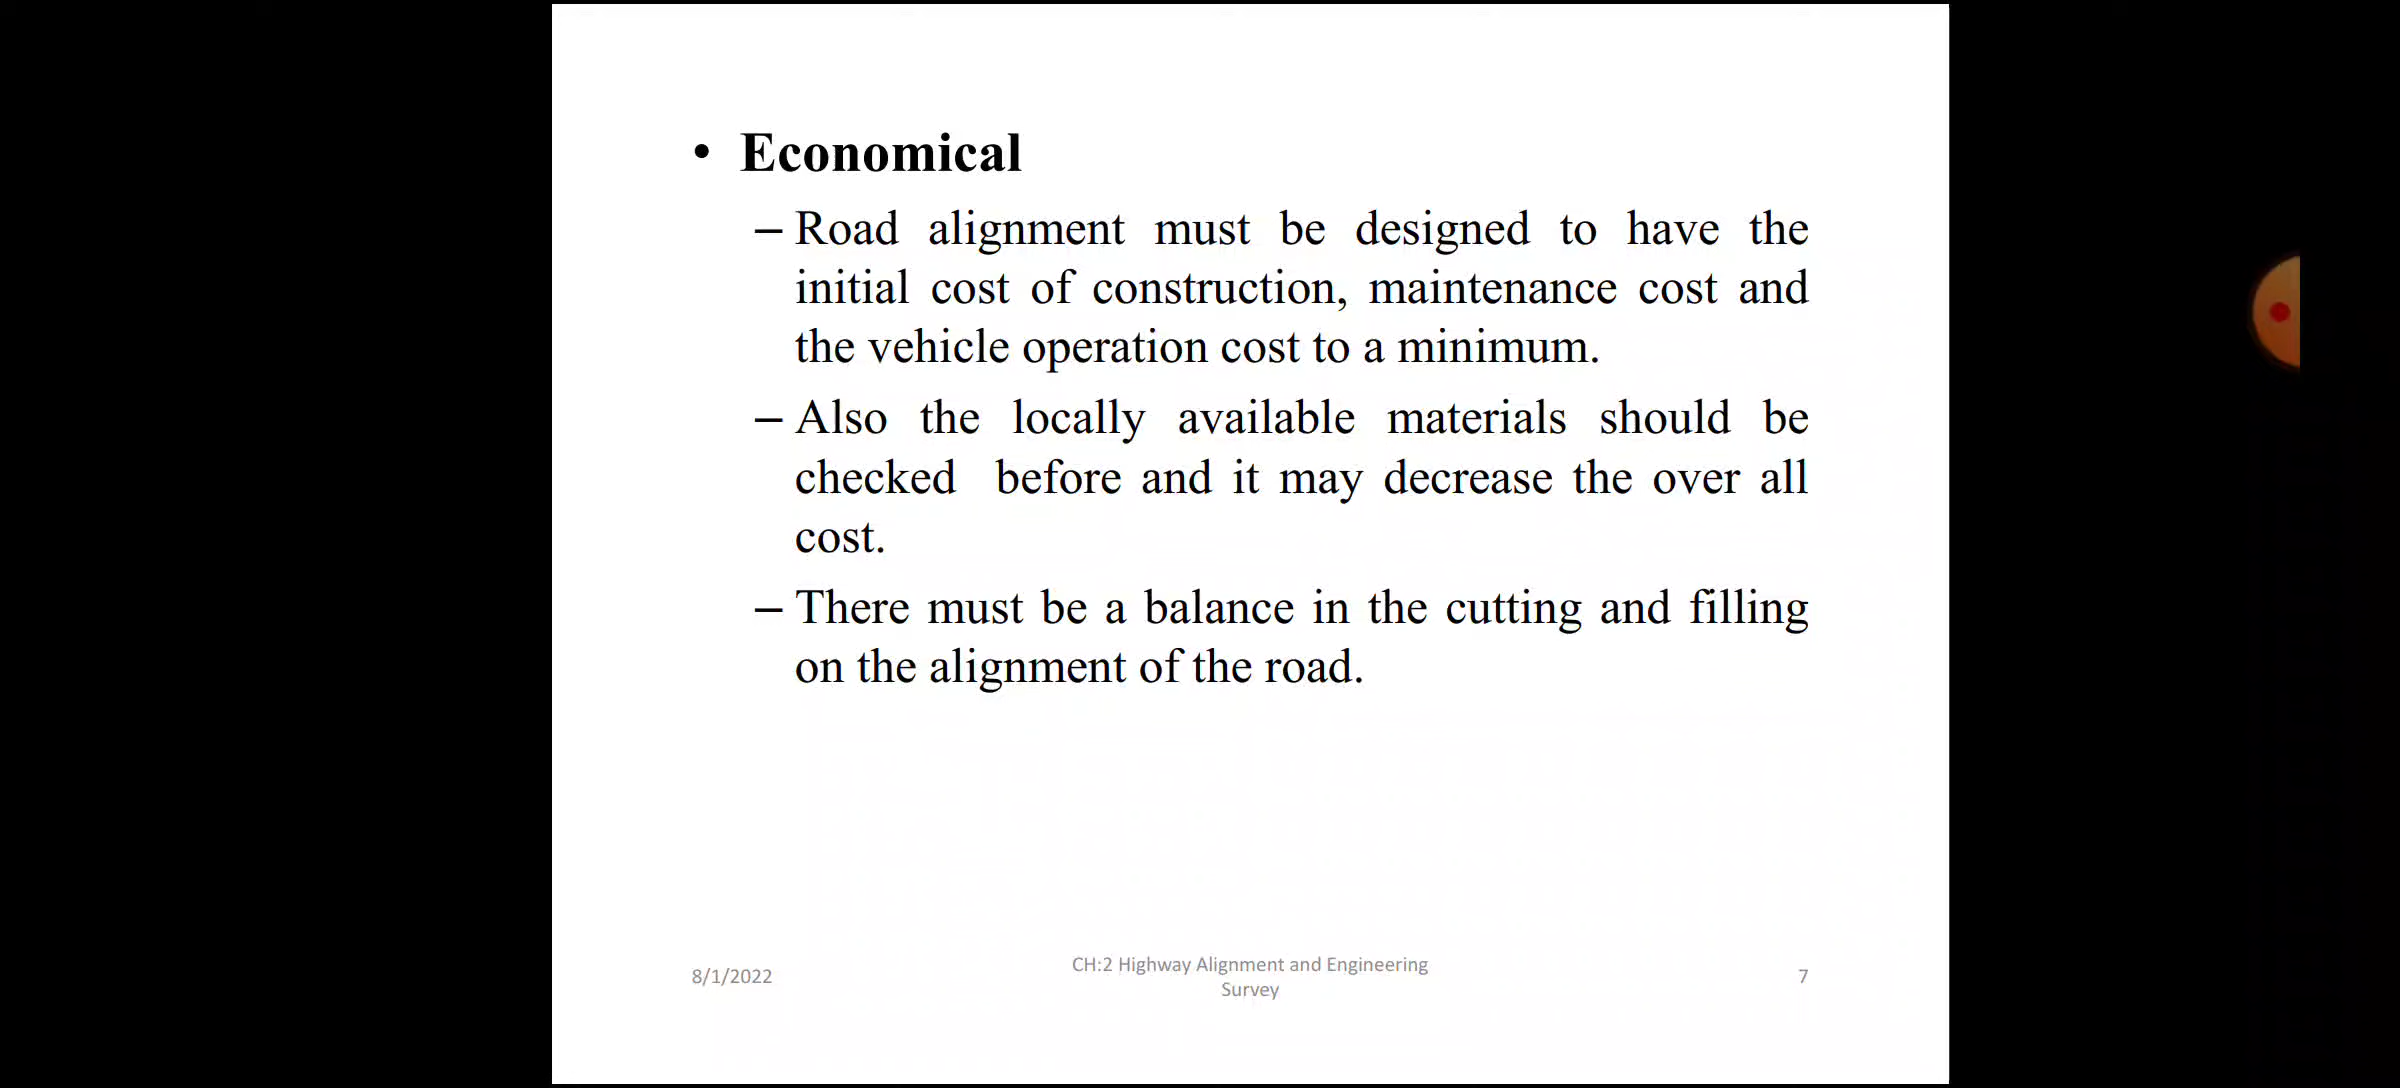 • Economical
– Road alignment must be designed to have the
initial cost of construction, maintenance cost and
the vehicle operation cost to a minimum.
– Also the locally available materials should be
checked  before and it may decrease the over all
cost.
– There must be a balance in the cutting and filling
on the alignment of the road.
8/1/2022
CH:2 Highway Alignment and Engineering
Survey
7